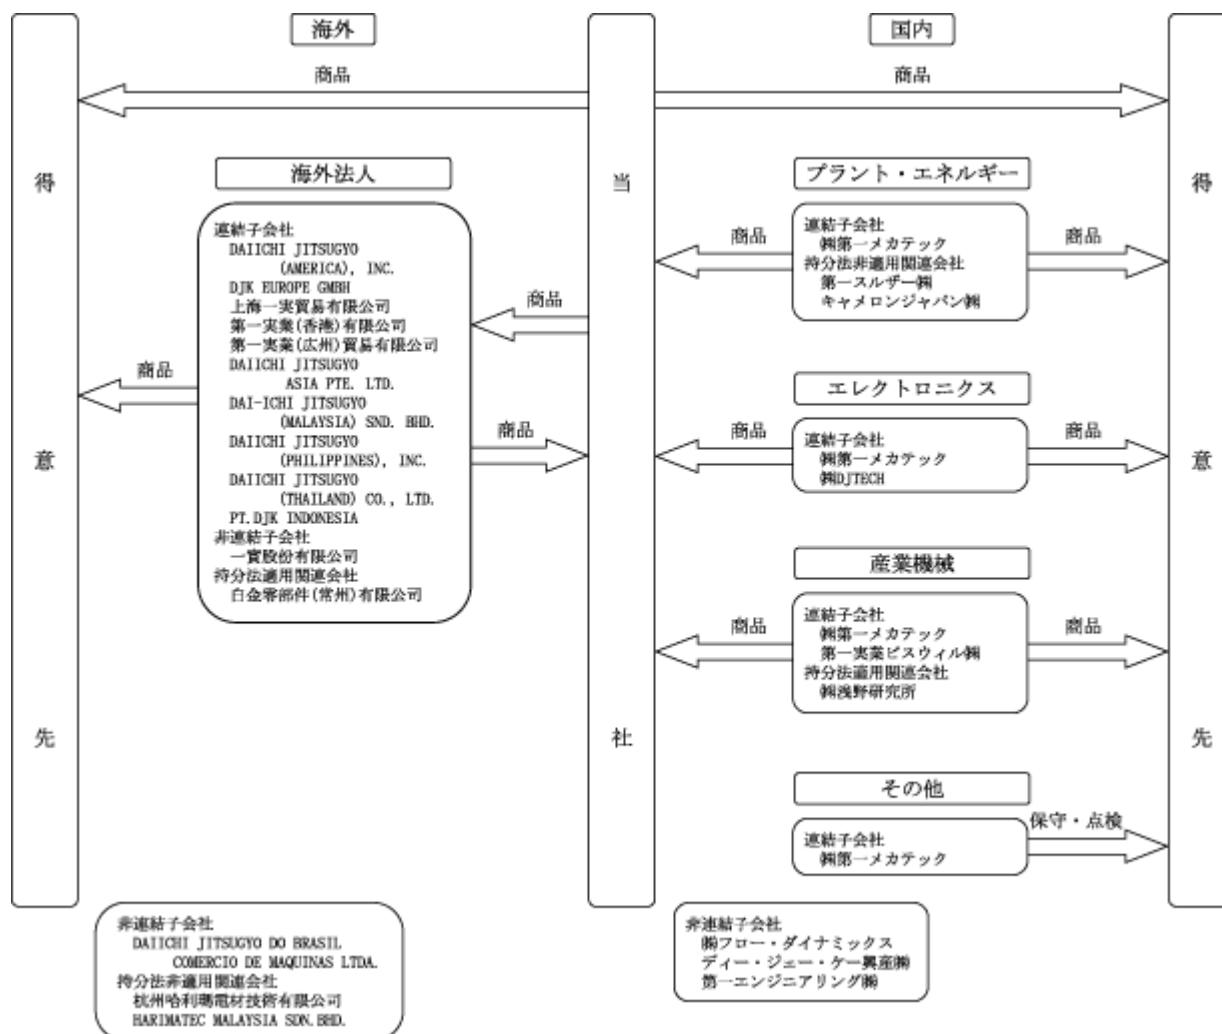 海外
国内
商品
商品
得意先
当社
得意先
海外法人
連結子会社
DAIICHI JITSUGYO
(AMERICA), INC.
DJK EUROPE GMBH
上海一実貿易有限公司
第一実業(香港)有限公司
第一実業(広州)貿易有限公司
DAIICHI JITSUGYO
ASIA PTE. LTD.
DAI-ICHI JITSUGYO
(MALAYSIA) SND. BHD.
DAIICHI JITSUGYO
(PHILIPPINES), INC.
DAIICHI JITSUGYO
(THAILAND) CO., LTD.
PT.DJK INDONESIA
非連結子会社
一實股份有限公司
持分法適用関連会社
白金零部件(常州)有限公司
商品
商品
商品
プラント・エネルギー
商品
連結子会社
㈱第一メカテック
持分法非適用関連会社
第一スルザー㈱
キャメロンジャパン㈱
商品
エレクトロニクス
商品
連結子会社
㈱第一メカテック
㈱DJTECH
商品
産業機械
商品
連結子会社
㈱第一メカテック
第一実業ビスウィル㈱
持分法適用関連会社
㈱浅野研究所
商品
その他
連結子会社
㈱第一メカテック
保守・点検
非連結子会社
DAIICHI JITSUGYO DO BRASIL
COMERCIO DE MAQUINAS LTDA.
持分法非適用関連会社
杭州哈利瑪電材技術有限公司
HARIMATEC MALAYSIA SDN.BHD.
非連結子会社
㈱フロー・ダイナミックス
ディー・ジェー・ケー興産㈱
第一エンジニアリング㈱